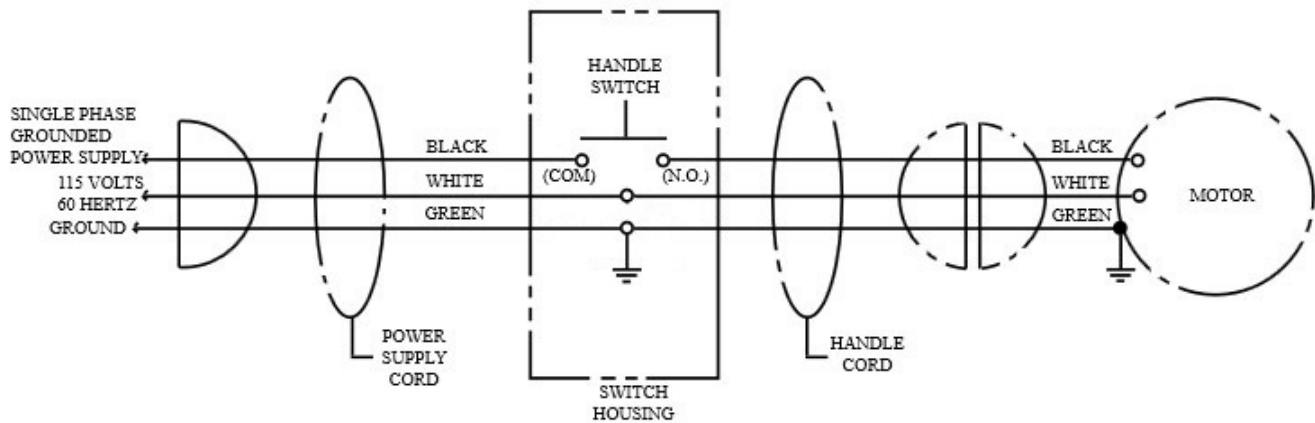 SINGLE PHASE
GROUNDED
POWER SUPPLY
115 VOLTS
60 HERTZ
GROUND
BLACK
WHITE
GREEN
HANDLE
SWITCH
(COM)
(N.O.)
BLACK
WHITE
GREEN
MOTOR
POWER
SUPPLY
CORD
SWITCH
HOUSING
HANDLE
CORD